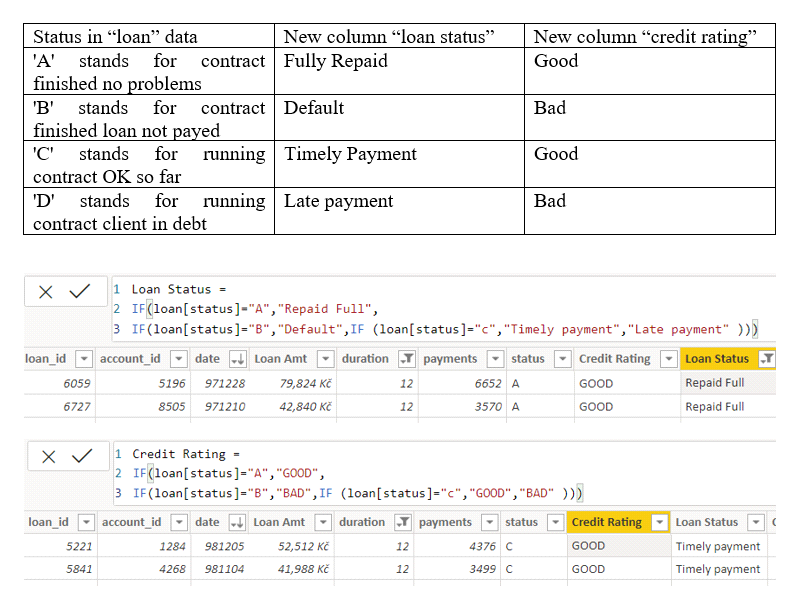 Status in “loan” data New column “loan status” New column “credit rating”
'A' stands for contract Fully Repaid Good
finished no problems
'B' stands for contract Default Bad
finished loan not payed
'C' stands for running Timely Payment Good
contract OK so far
'D' stands for running Late payment Bad
contract client in debt
1 Loan Status =
2 IF(loan[status]="A","Repaid Full",
3 IF(loan[status]="B","Default",IF (loan[status]="c","Timely payment","Late payment" )))
loan_id account_id date Loan Amt duration payments status Credit Rating Loan Status
6059 5196 971228 79,824 Kč 12 6652 A GOOD Repaid Full
6727 8505 971210 42,840 Kč 12 3570 A GOOD Repaid Full
1 Credit Rating =
2 IF(loan[status]="A","GOOD",
3 IF(loan[status]="B","BAD",IF (loan[status]="c","GOOD","BAD" )))
loan_id account_id date Loan Amt duration payments status Credit Rating Loan Status
5221 1284 981205 52,512 Kč 12 4376 C GOOD Timely payment
5841 4268 981104 41,988 Kč 12 3499 C GOOD Timely payment